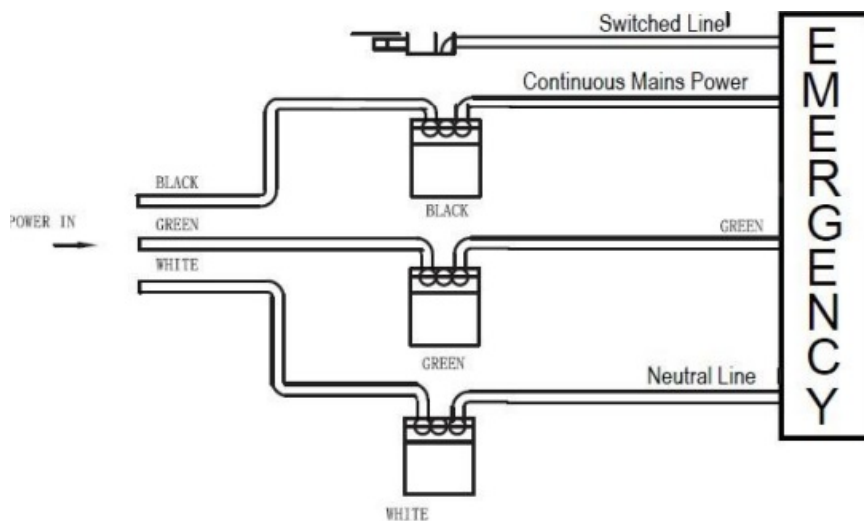 Switched Line
Continuous Mains Power
BLACK
BLACK
POWER IN
GREEN
GREEN
WHITE
GREEN
Neutral Line
WHITE
EMERGENCY